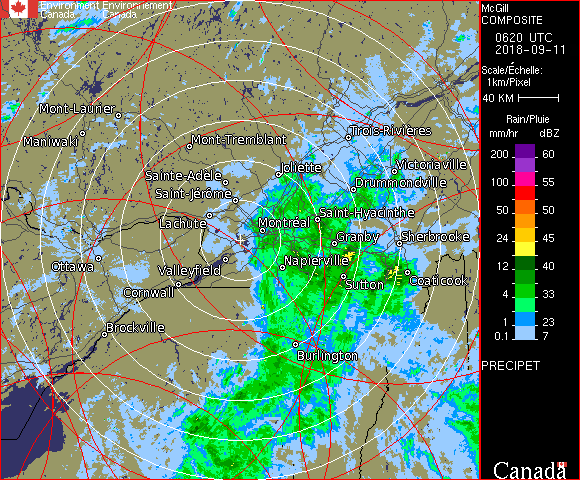 Environment Environnement
Canada Canada
Mont-Laurier
Maniwaki
Mont-Tremblant
Trois-Rivières
Sainte-Adèle
Joliette
Victoriaville
Saint-Jérôme
Drummondville
Lachute
Saint-Hyacinthe
Montréal
Granby
Sherbrooke
Ottawa
Valleyfield
Napierville
Cornwall
Sutton
Coaticook
Brockville
Burlington
McGill
COMPOSITE
0620 UTC
2018-09-11
Scale/Échelle:
1km/Pixel
40 KM
Rain/Pluie
mm/hr dBZ
200 60
100 55
50 50
24 45
12 40
4 33
1 23
0.1 7
PRECIPET
Canada